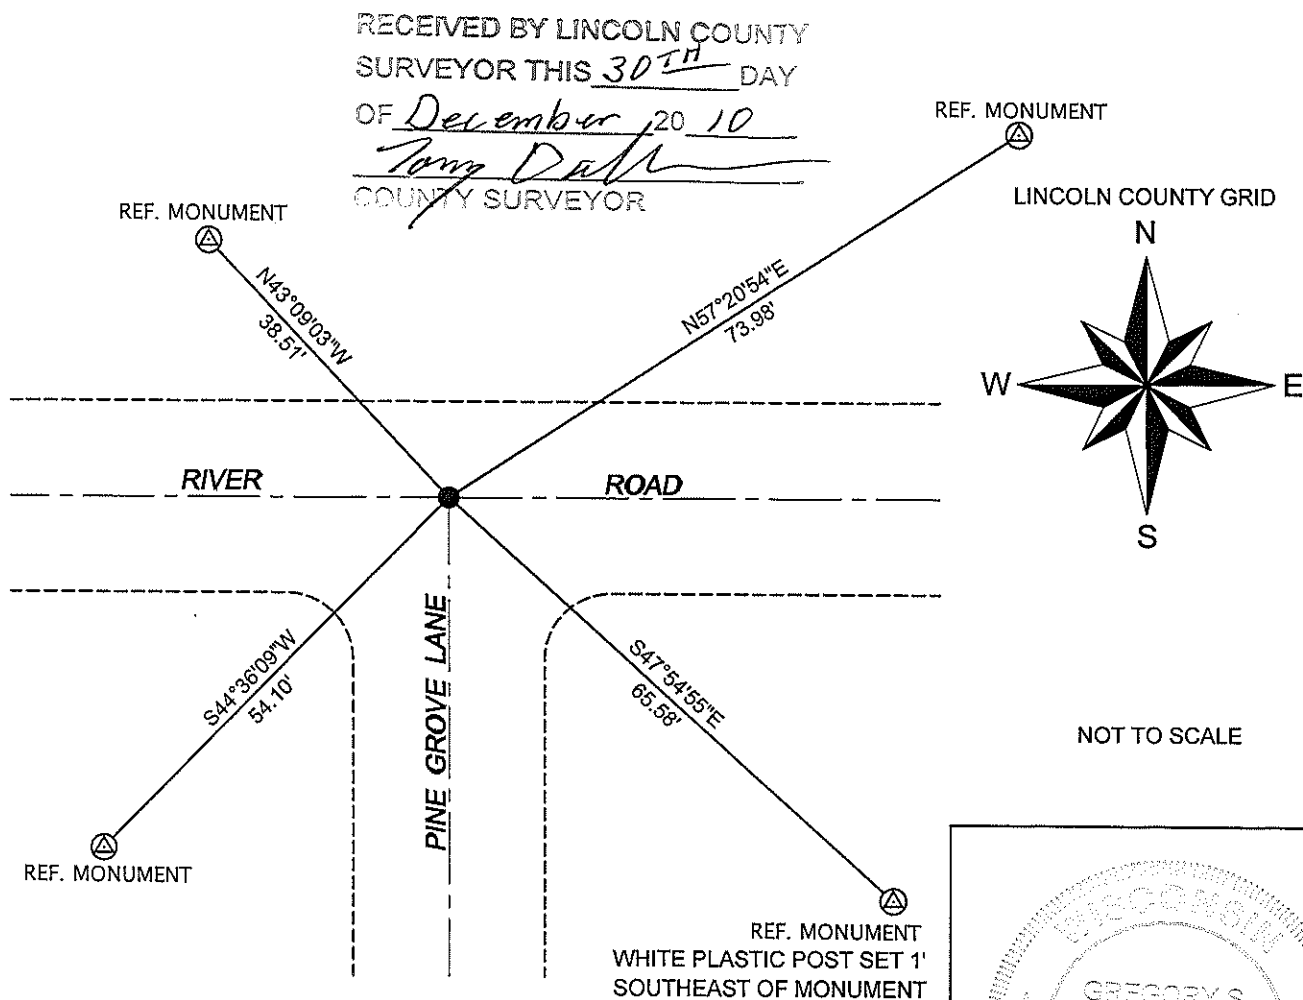 RECEIVED BY LINCOLN COUNTY
SURVEYOR THIS 30TH DAY
OF December 20 10
COUNTY SURVEYOR
REF. MONUMENT
REF. MONUMENT
LINCOLN COUNTY GRID
N
W E
S
N43°09'03"W
38.51'
N57°20'54"E
73.98'
RIVER ROAD
PINE GROVE LANE
S44°36'09"W
54.10'
S47°54'55"E
65.58'
NOT TO SCALE
REF. MONUMENT
REF. MONUMENT
WHITE PLASTIC POST SET 1'
SOUTHEAST OF MONUMENT
WISCONSIN
GREGORY S.